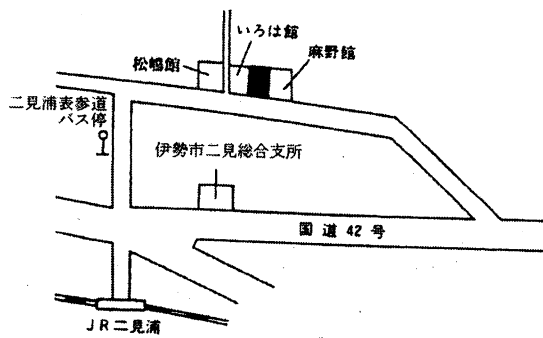 いろは館
松嶋館
麻野館
二見浦表参道
バス停
伊勢市二見総合支所
国道42号
JR二見浦